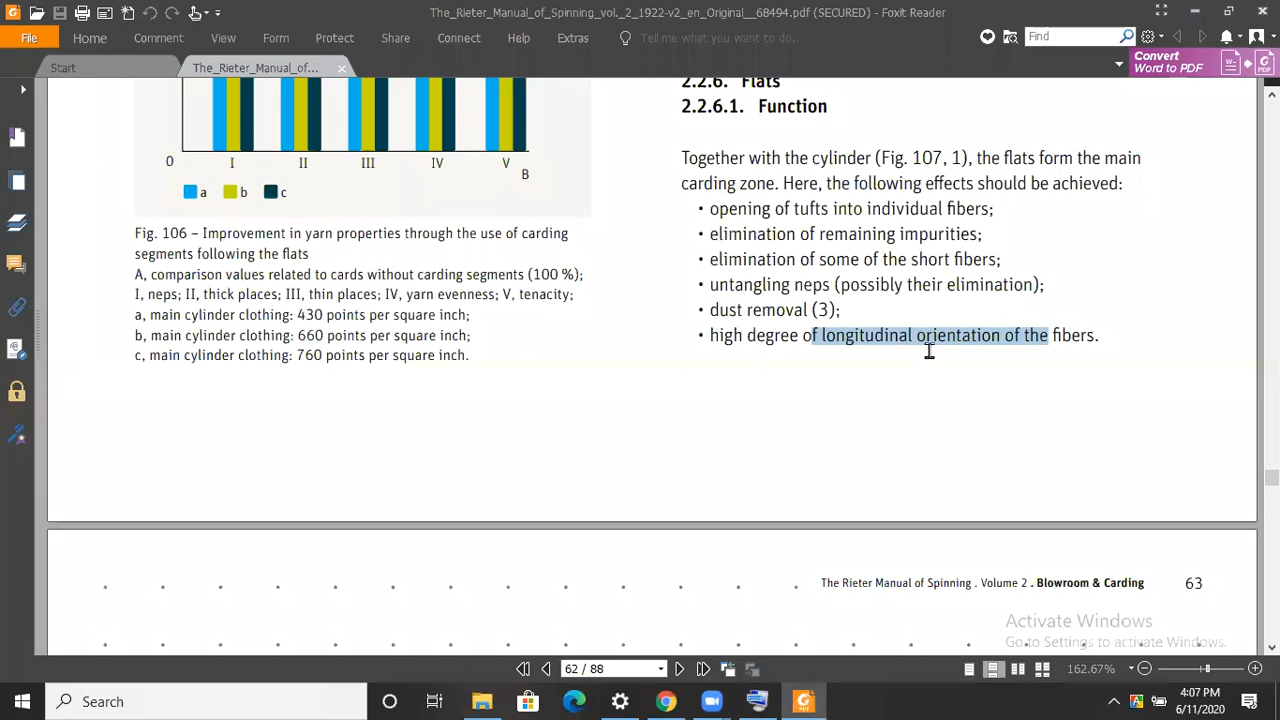 The_Rieter_Manual_of_Spinning_vol._2_1922-v2_en_Original__68494.pdf (SECURED) - Foxit Reader
File Home Comment View Form Protect Share Connect Help Extras Tell me what you want to do... Find
Start The_Rieter_Manual_of... Convert Word to PDF
0 I II III IV V
B
a b c
Fig. 106 – Improvement in yarn properties through the use of carding
segments following the flats
A, comparison values related to cards without carding segments (100 %);
I, neps; II, thick places; III, thin places; IV, yarn evenness; V, tenacity;
a, main cylinder clothing: 430 points per square inch;
b, main cylinder clothing: 660 points per square inch;
c, main cylinder clothing: 760 points per square inch.
2.2.6. Flats
2.2.6.1. Function
Together with the cylinder (Fig. 107, 1), the flats form the main
carding zone. Here, the following effects should be achieved:
• opening of tufts into individual fibers;
• elimination of remaining impurities;
• elimination of some of the short fibers;
• untangling neps (possibly their elimination);
• dust removal (3);
• high degree of longitudinal orientation of the fibers.
The Rieter Manual of Spinning . Volume 2 . Blowroom & Carding 63
Activate Windows
Go to Settings to activate Windows.
62 / 88 162.67%
Search 4:07 PM
6/11/2020